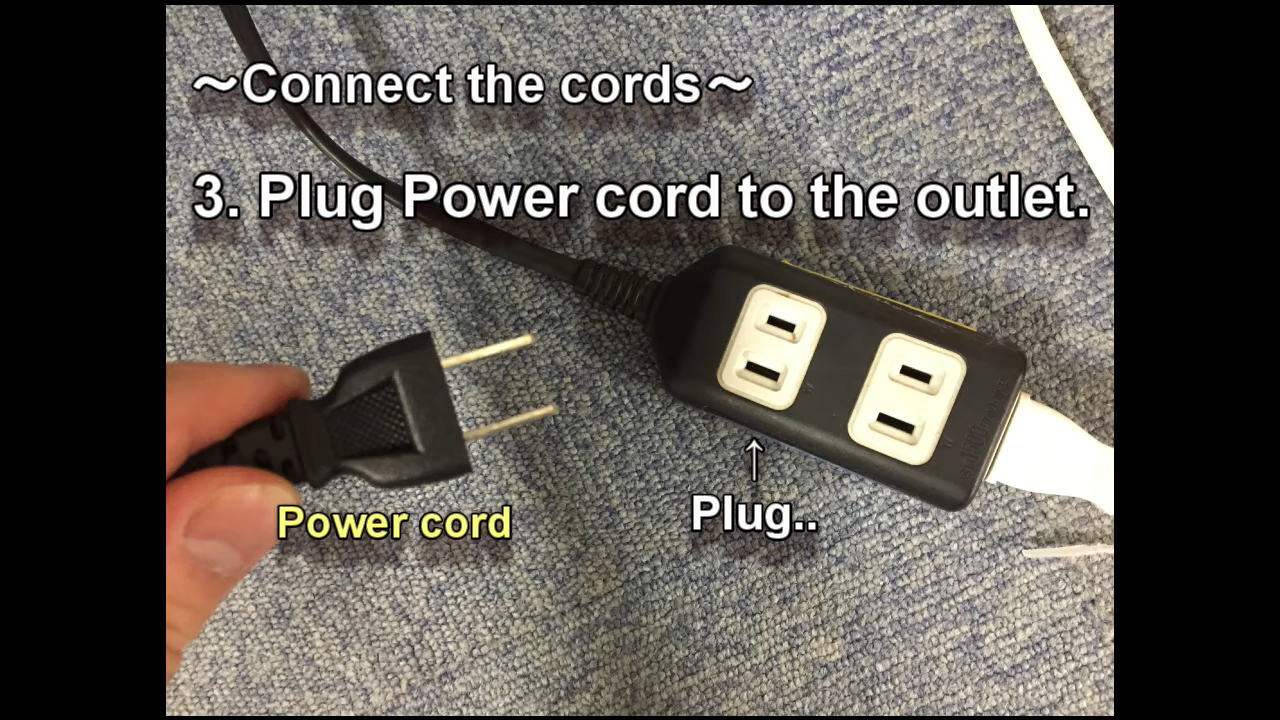 ～Connect the cords～
3. Plug Power cord to the outlet.
Power cord
↑
Plug..